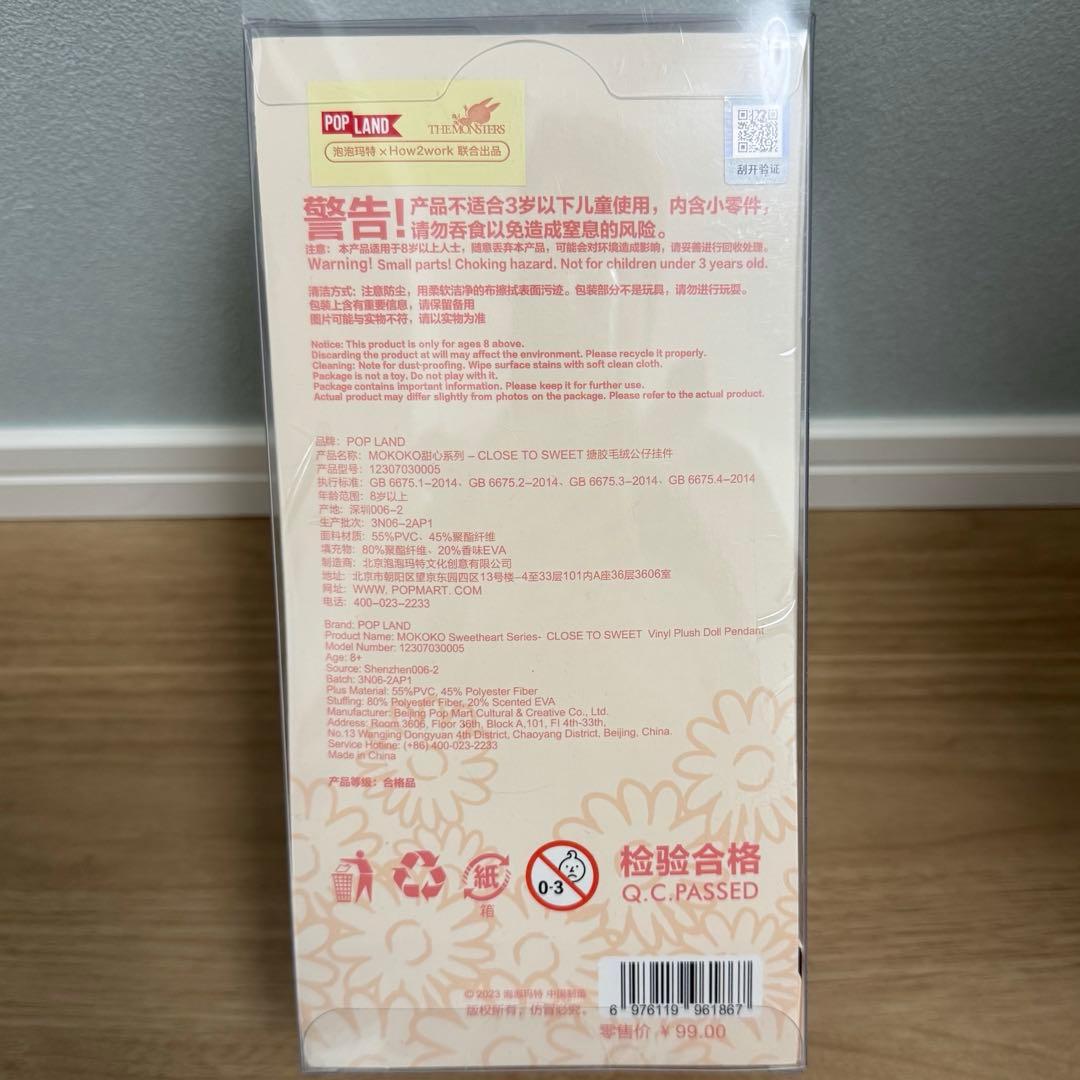 POP LAND
THE MONSTERS
泡泡玛特 × How2work 联合出品
刮开验证
警告! 产品不适合3岁以下儿童使用，内含小零件，
请勿吞食以免造成窒息的风险。
注意： 本产品适用于8岁以上人士，随意丢弃本产品，可能会对环境造成影响，请妥善进行回收处理。
Warning! Small parts! Choking hazard. Not for children under 3 years old.
清洁方式：注意防尘，用柔软洁净的布擦拭表面污迹。包装部分不是玩具，请勿进行玩耍。
包装上含有重要信息，请保留备用
图片可能与实物不符，请以实物为准
Notice: This product is only for ages 8 above.
Discarding the product at will may affect the environment. Please recycle it properly.
Cleaning: Note for dust-proofing. Wipe surface stains with soft clean cloth.
Package is not a toy. Do not play with it.
Package contains important information. Please keep it for further use.
Actual product may differ slightly from photos on the package. Please refer to the actual product.
品牌：POP LAND
产品名称：MOKOKO甜心系列 – CLOSE TO SWEET 搪胶毛绒公仔挂件
产品型号：12307030005
执行标准：GB 6675.1–2014、GB 6675.2–2014、GB 6675.3–2014、GB 6675.4–2014
年龄范围：8岁以上
产地：深圳006-2
生产批次：3N06-2AP1
面料材质：55%PVC、45%聚酯纤维
填充物：80%聚酯纤维、20%香味EVA
制造商：北京泡泡玛特文化创意有限公司
地址：北京市朝阳区望京东园四区13号楼-4至33层101内A座36层3606室
网址：WWW. POPMART. COM
电话：400-023-2233
Brand: POP LAND
Product Name: MOKOKO Sweetheart Series- CLOSE TO SWEET Vinyl Plush Doll Pendant
Model Number: 12307030005
Age: 8+
Source: Shenzhen006-2
Batch: 3N06-2AP1
Plus Material: 55%PVC, 45% Polyester Fiber
Stuffing: 80% Polyester Fiber, 20% Scented EVA
Manufacturer: Beijing Pop Mart Cultural & Creative Co., Ltd.
Address: Room 3606, Floor 36th, Block A,101, Fl 4th-33th,
No.13 Wangjing Dongyuan 4th District, Chaoyang District, Beijing, China.
Service Hotline: (+86) 400-023-2233
Made in China
产品等级：合格品
紙
箱
0-3
检验合格
Q.C.PASSED
© 2023 泡泡玛特 中国制造
版权所有，仿冒必究。
6 976119 961867
零售价 ¥ 99.00